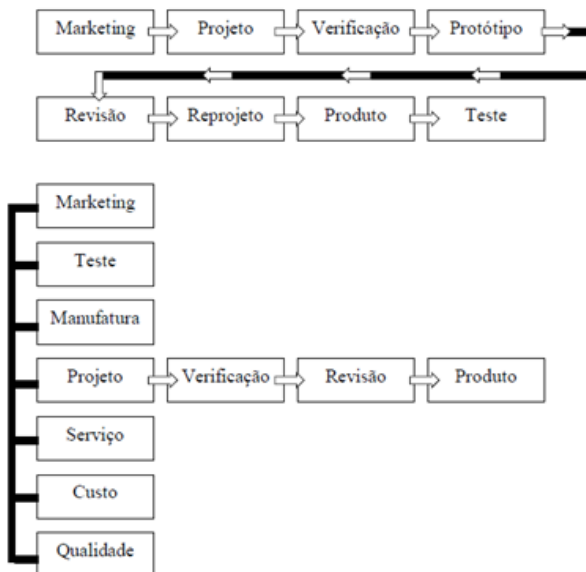 Marketing Projeto Verificação Protótipo
Revisão Reprojeto Produto Teste
Marketing
Teste
Manufatura
Projeto Verificação Revisão Produto
Serviço
Custo
Qualidade